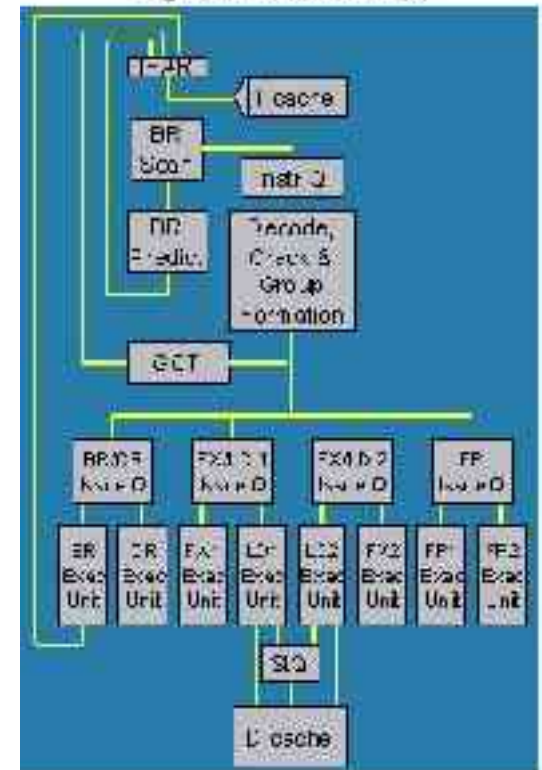 I cache
BR
Scan
Instr Q
BR
Predict
Decode,
Crack &
Group
Formation
GCT
BR/CR
Issue Q
FX/LD 1
Issue Q
FX/LD 2
Issue Q
FP
Issue Q
BR
Exec
Unit
CR
Exec
Unit
FX1
Exec
Unit
LD1
Exec
Unit
LD2
Exec
Unit
FX2
Exec
Unit
FP1
Exec
Unit
FP2
Exec
Unit
StQ
D cache